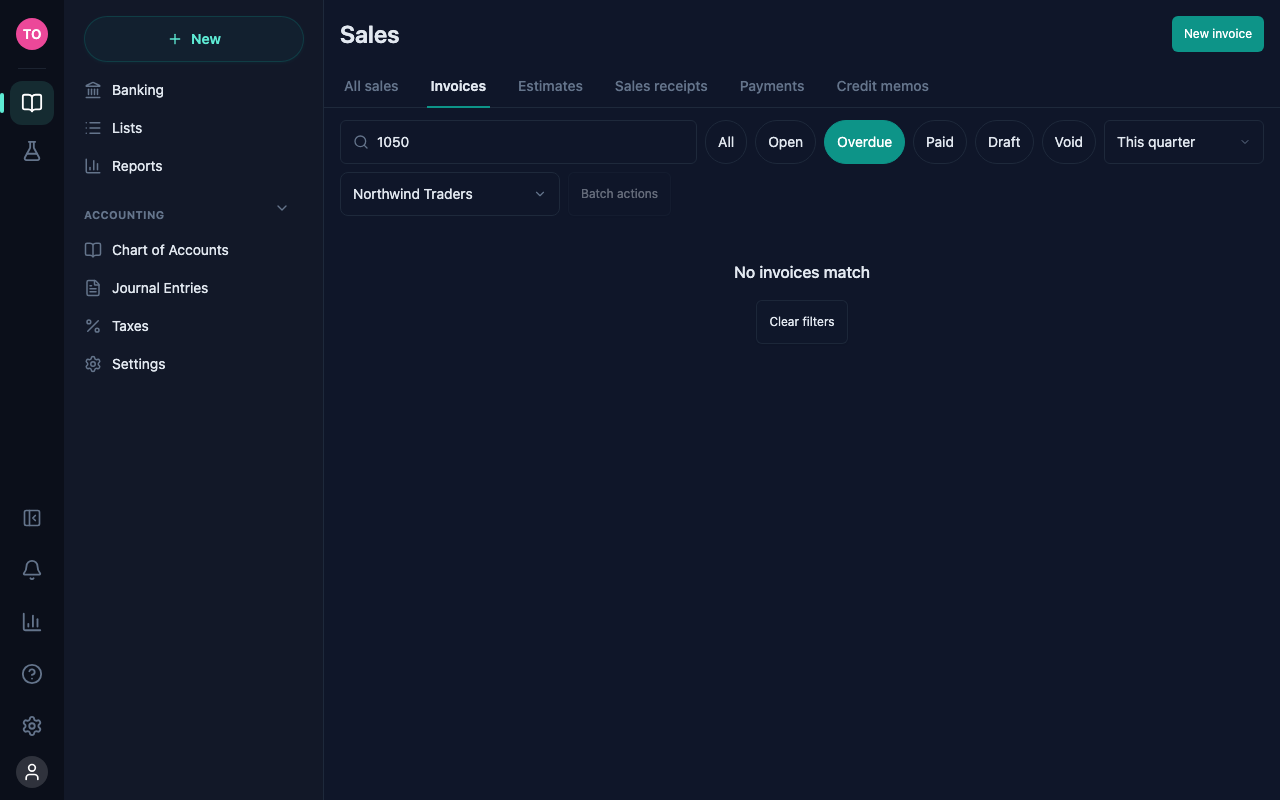 TO
New
Banking
Lists
Reports
ACCOUNTING
Chart of Accounts
Journal Entries
Taxes
Settings
Sales
New invoice
All sales Invoices Estimates Sales receipts Payments Credit memos
1050 All Open Overdue Paid Draft Void This quarter
Northwind Traders Batch actions
No invoices match
Clear filters